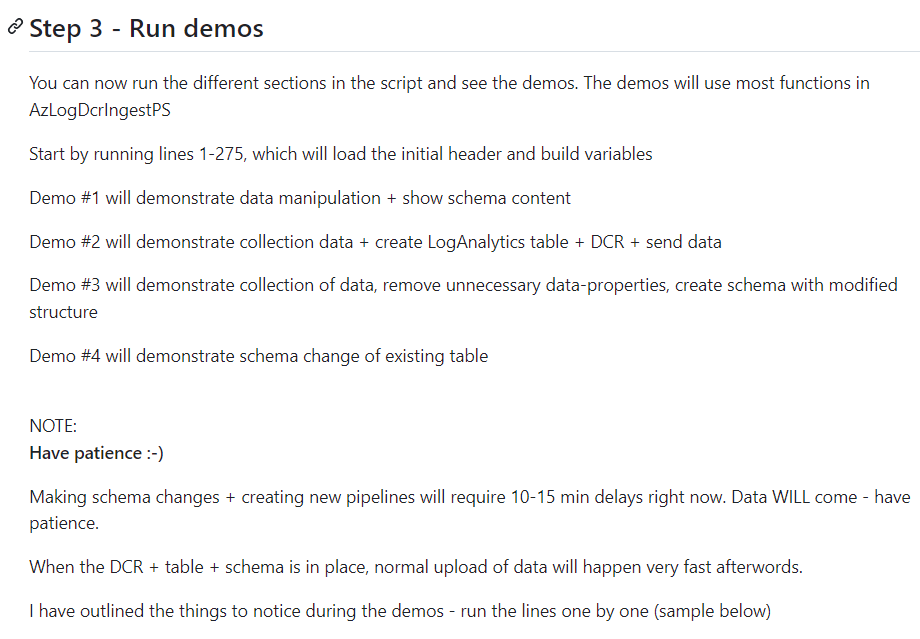 Step 3 - Run demos
You can now run the different sections in the script and see the demos. The demos will use most functions in
AzLogDcrIngestPS
Start by running lines 1-275, which will load the initial header and build variables
Demo #1 will demonstrate data manipulation + show schema content
Demo #2 will demonstrate collection data + create LogAnalytics table + DCR + send data
Demo #3 will demonstrate collection of data, remove unnecessary data-properties, create schema with modified
structure
Demo #4 will demonstrate schema change of existing table
NOTE:
Have patience :-)
Making schema changes + creating new pipelines will require 10-15 min delays right now. Data WILL come - have
patience.
When the DCR + table + schema is in place, normal upload of data will happen very fast afterwords.
I have outlined the things to notice during the demos - run the lines one by one (sample below)